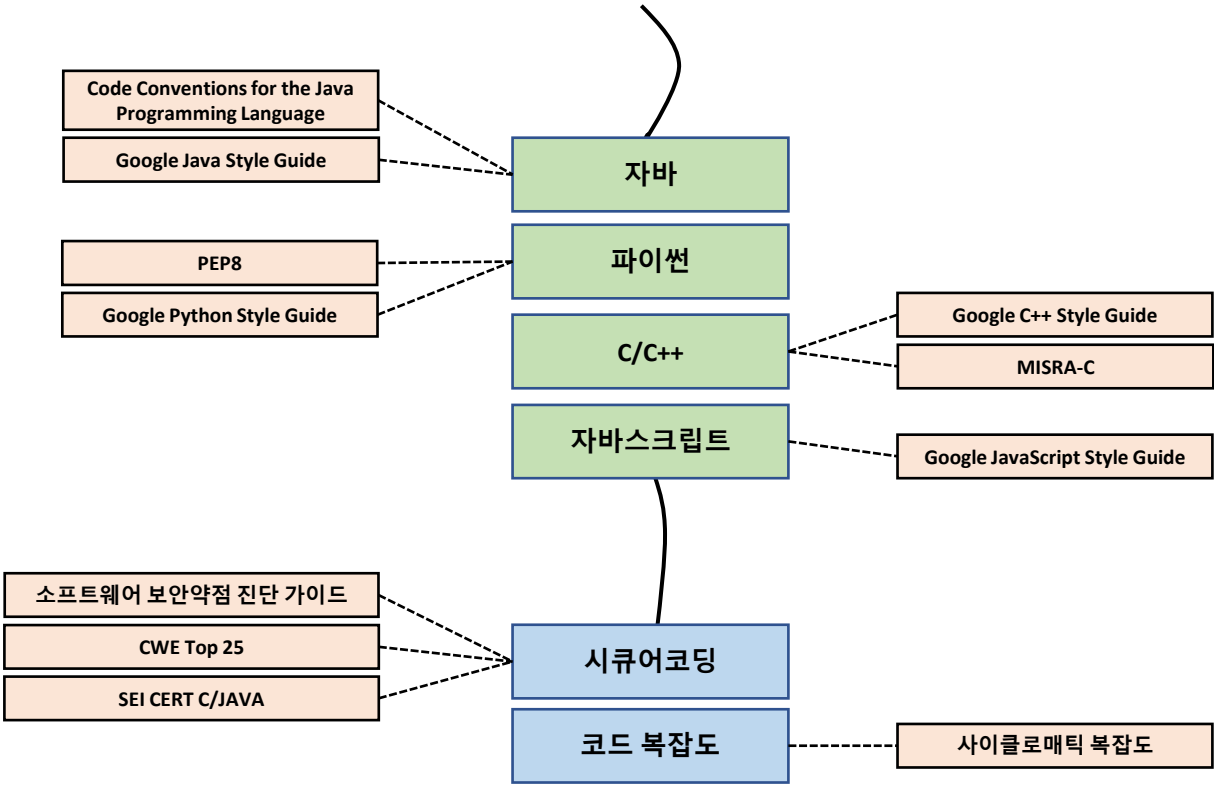 Code Conventions for the Java
Programming Language
Google Java Style Guide
자바
PEP8
Google Python Style Guide
파이썬
C/C++
Google C++ Style Guide
MISRA-C
자바스크립트
Google JavaScript Style Guide
소프트웨어 보안약점 진단 가이드
CWE Top 25
SEI CERT C/JAVA
시큐어코딩
코드 복잡도
사이클로매틱 복잡도